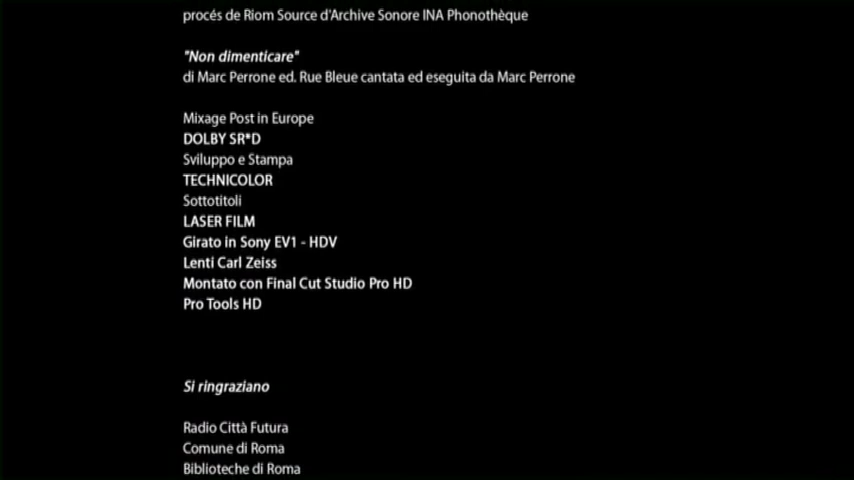 procés de Riom Source d'Archive Sonore INA Phonothèque
"Non dimenticare"
di Marc Perrone ed. Rue Bleue cantata ed eseguita da Marc Perrone
Mixage Post in Europe
DOLBY SR*D
Sviluppo e Stampa
TECHNICOLOR
Sottotitoli
LASER FILM
Girato in Sony EV1 - HDV
Lenti Carl Zeiss
Montato con Final Cut Studio Pro HD
Pro Tools HD
Si ringraziano
Radio Città Futura
Comune di Roma
Biblioteche di Roma